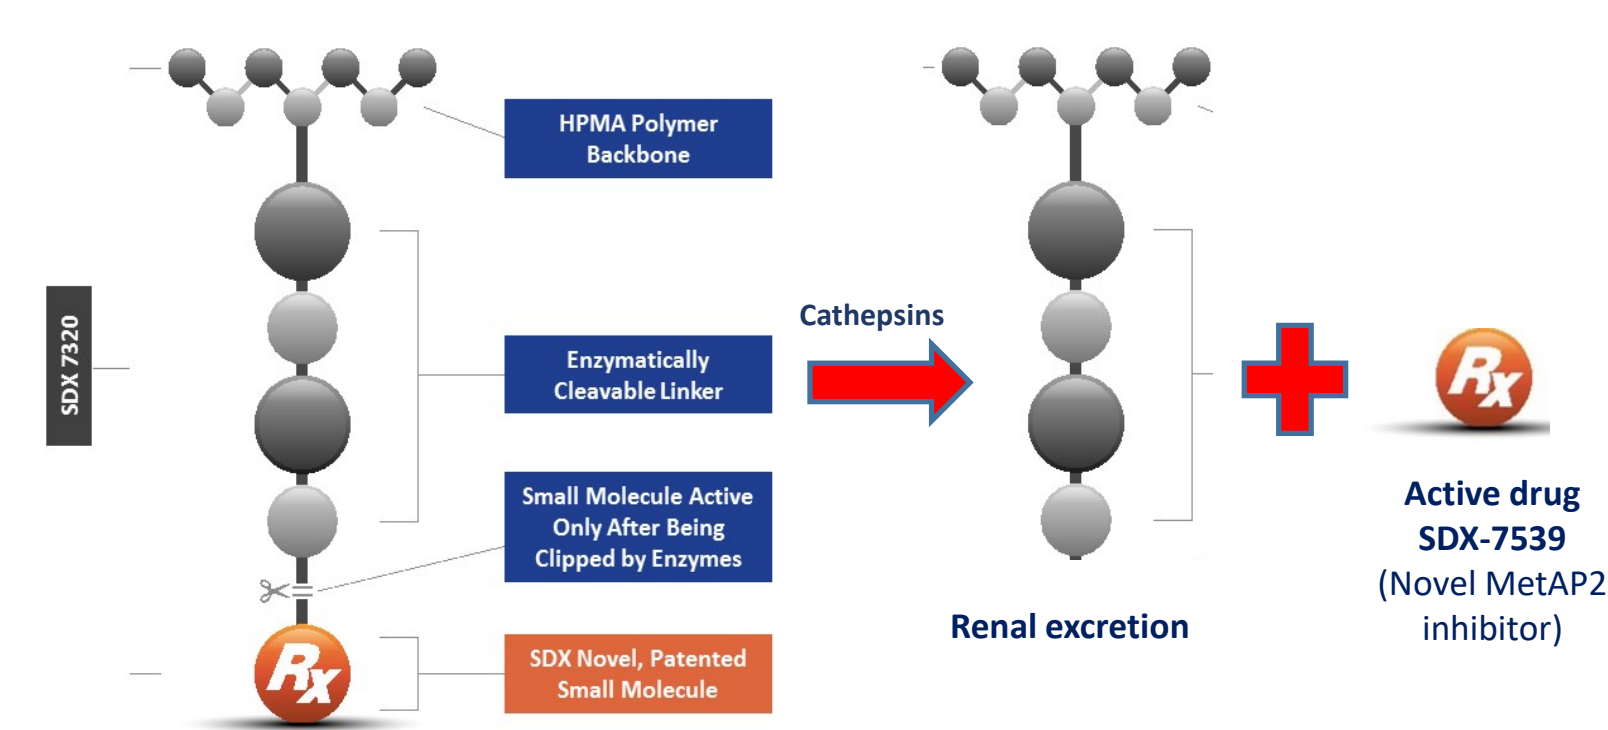 SDX 7320
HPMA Polymer
Backbone
Enzymatically
Cleavable Linker
Small Molecule Active
Only After Being
Clipped by Enzymes
Rx
SDX Novel, Patented
Small Molecule
Cathepsins
Renal excretion
Rx
Active drug
SDX-7539
(Novel MetAP2
inhibitor)